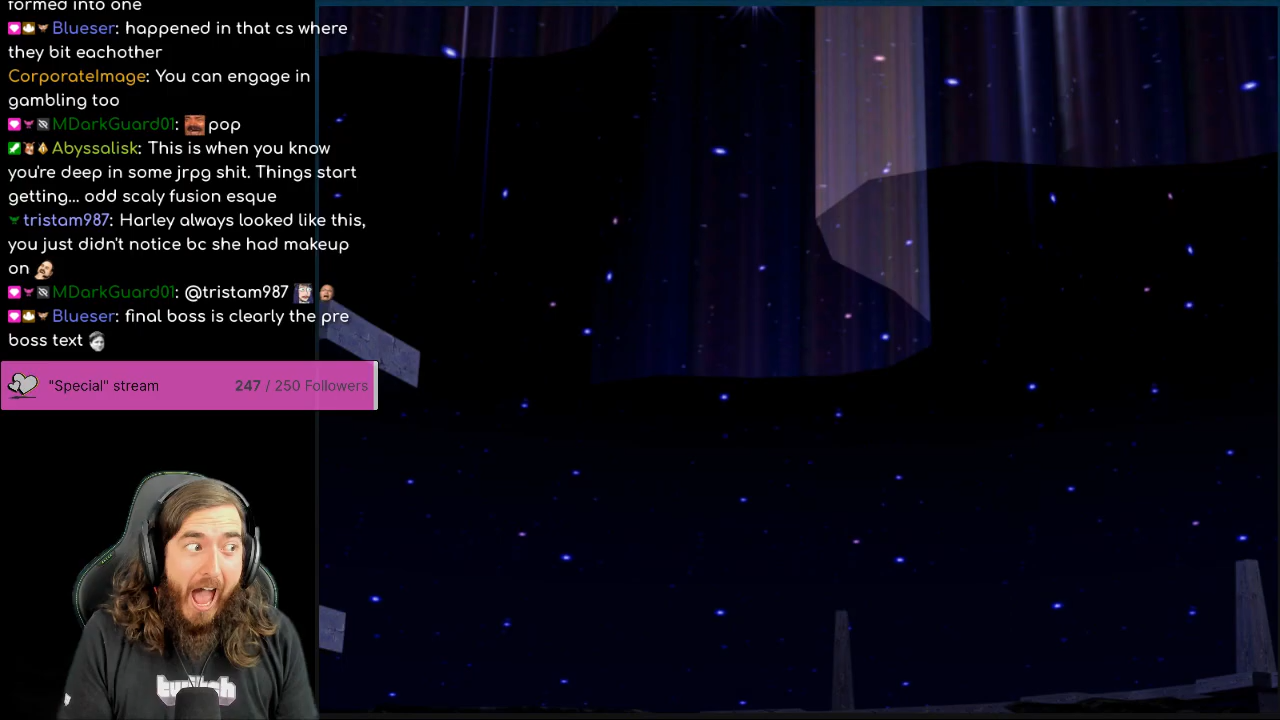 formed into one
Blueser: happened in that cs where
they bit eachother
CorporateImage: You can engage in
gambling too
MDarkGuard01: pop
Abyssalisk: This is when you know
you're deep in some jrpg shit. Things start
getting... odd scaly fusion esque
tristam987: Harley always looked like this,
you just didn't notice bc she had makeup
on
MDarkGuard01: @tristam987
Blueser: final boss is clearly the pre
boss text
"Special" stream 247 / 250 Followers
twitch